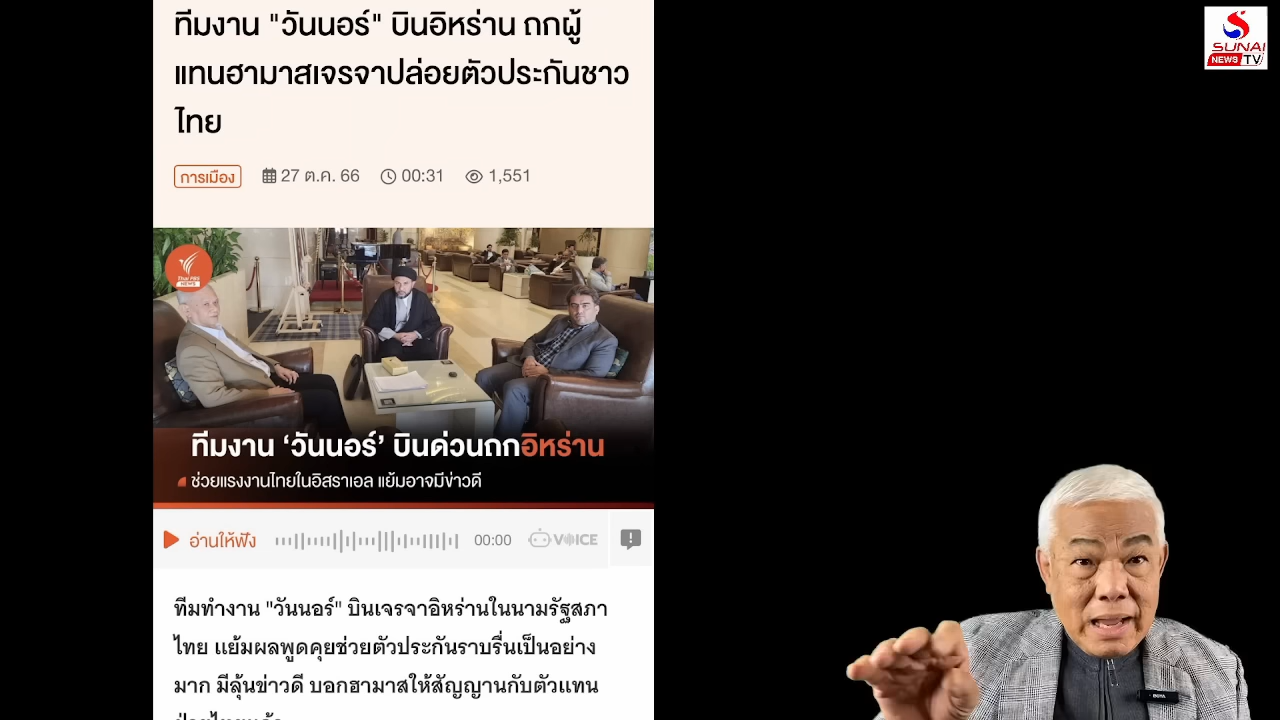 ทีมงาน "วันนอร์" บินอิหร่าน ถกผู้
แทนฮามาสเจรจาปล่อยตัวประกันชาว
ไทย
การเมือง 27 ต.ค. 66 00:31 1,551
SUNAI
NEWS TV
Thai PBS
NEWS
ทีมงาน ‘วันนอร์’ บินด่วนถกอิหร่าน
ช่วยแรงงานไทยในอิสราเอล แย้มอาจมีข่าวดี
อ่านให้ฟัง 00:00 VOICE
ทีมทำงาน "วันนอร์" บินเจรจาอิหร่านในนามรัฐสภา
ไทย แย้มผลพูดคุยช่วยตัวประกันราบรื่นเป็นอย่าง
มาก มีลุ้นข่าวดี บอกฮามาสให้สัญญานกับตัวแทน